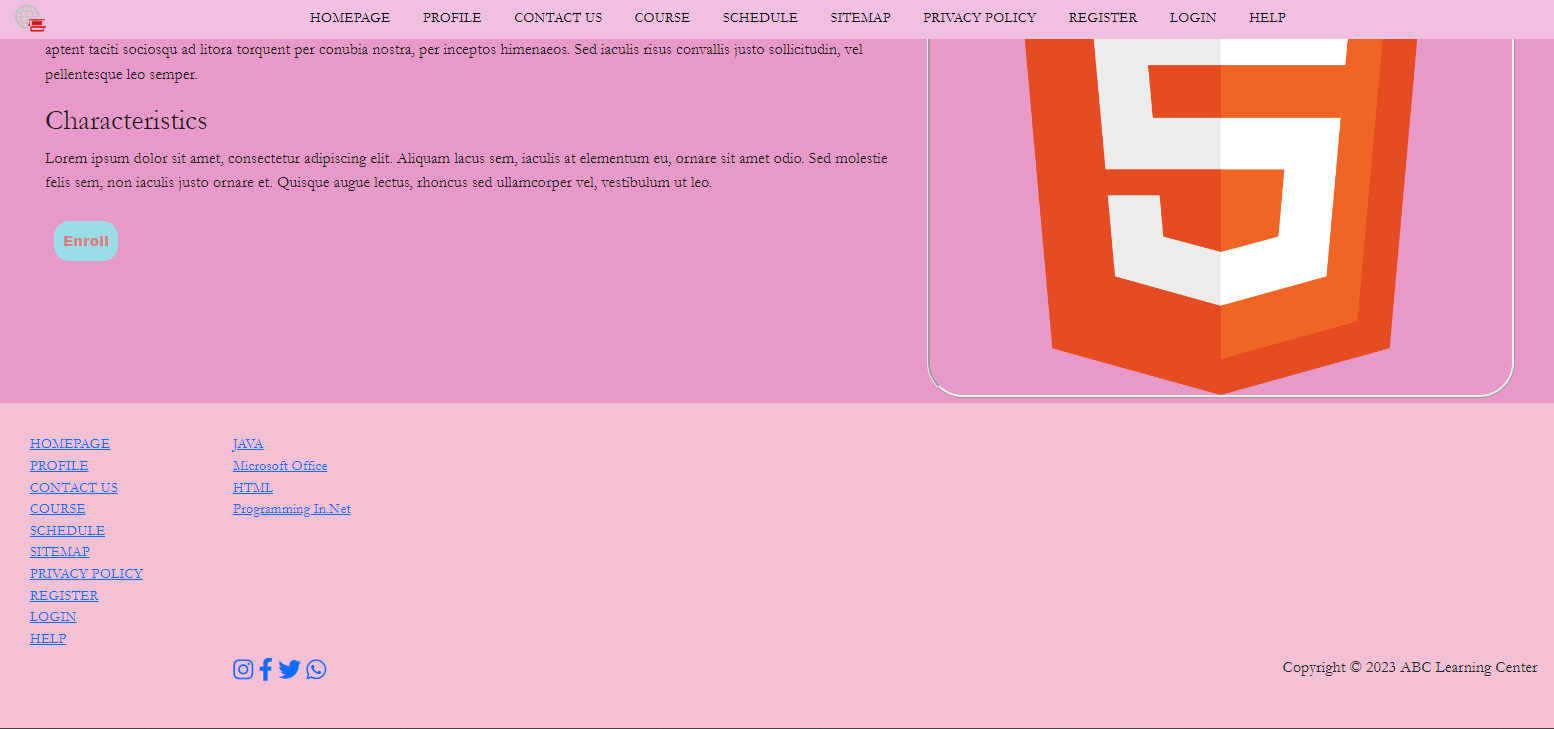 HOMEPAGE PROFILE CONTACT US COURSE SCHEDULE SITEMAP PRIVACY POLICY REGISTER LOGIN HELP
aptent taciti sociosqu ad litora torquent per conubia nostra, per inceptos himenaeos. Sed iaculis risus convallis justo sollicitudin, vel
pellentesque leo semper.
Characteristics
Lorem ipsum dolor sit amet, consectetur adipiscing elit. Aliquam lacus sem, iaculis at elementum eu, ornare sit amet odio. Sed molestie
felis sem, non iaculis justo ornare et. Quisque augue lectus, rhoncus sed ullamcorper vel, vestibulum ut leo.
Enroll
HOMEPAGE
PROFILE
CONTACT US
COURSE
SCHEDULE
SITEMAP
PRIVACY POLICY
REGISTER
LOGIN
HELP
JAVA
Microsoft Office
HTML
Programming In.Net
Copyright © 2023 ABC Learning Center